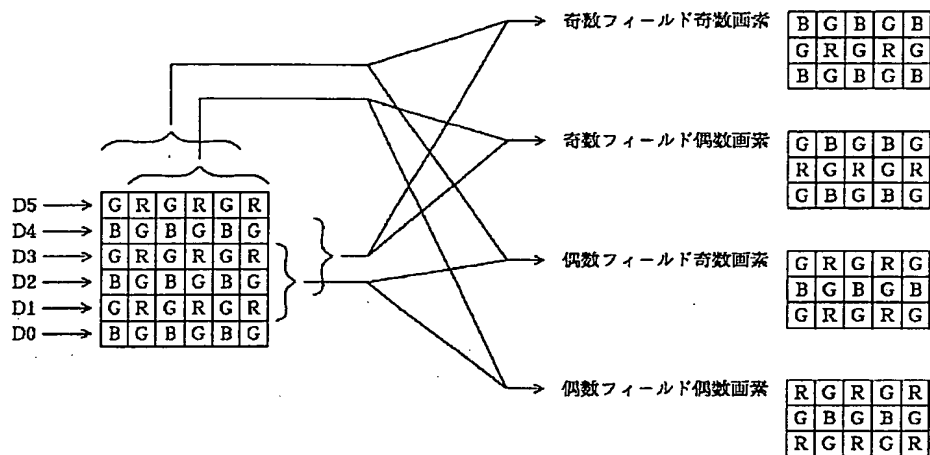 奇数フィールド奇数画素
B G B G B
G R G R G
B G B G B
奇数フィールド偶数画素
G B G B G
R G R G R
G B G B G
D5 G R G R G R
D4 B G B G B G
D3 G R G R G R
D2 B G B G B G
D1 G R G R G R
D0 B G B G B G
偶数フィールド奇数画素
G R G R G
B G B G B
G R G R G
偶数フィールド偶数画素
R G R G R
G B G B G
R G R G R